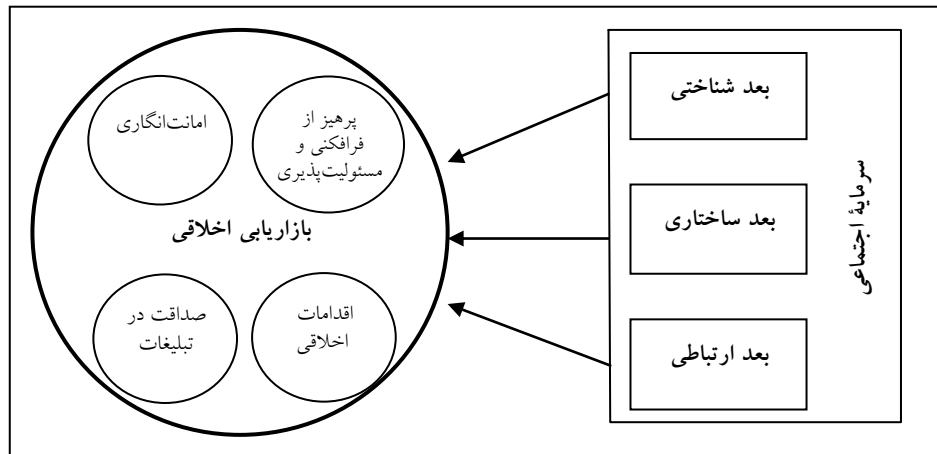 سرمایۀ اجتماعی
بعد شناختی
بعد ساختاری
بعد ارتباطی
پرهیز از
فرافکنی و
مسئولیت‌پذیری
امانت‌انگاری
بازاریابی اخلاقی
اقدامات
اخلاقی
صداقت در
تبلیغات